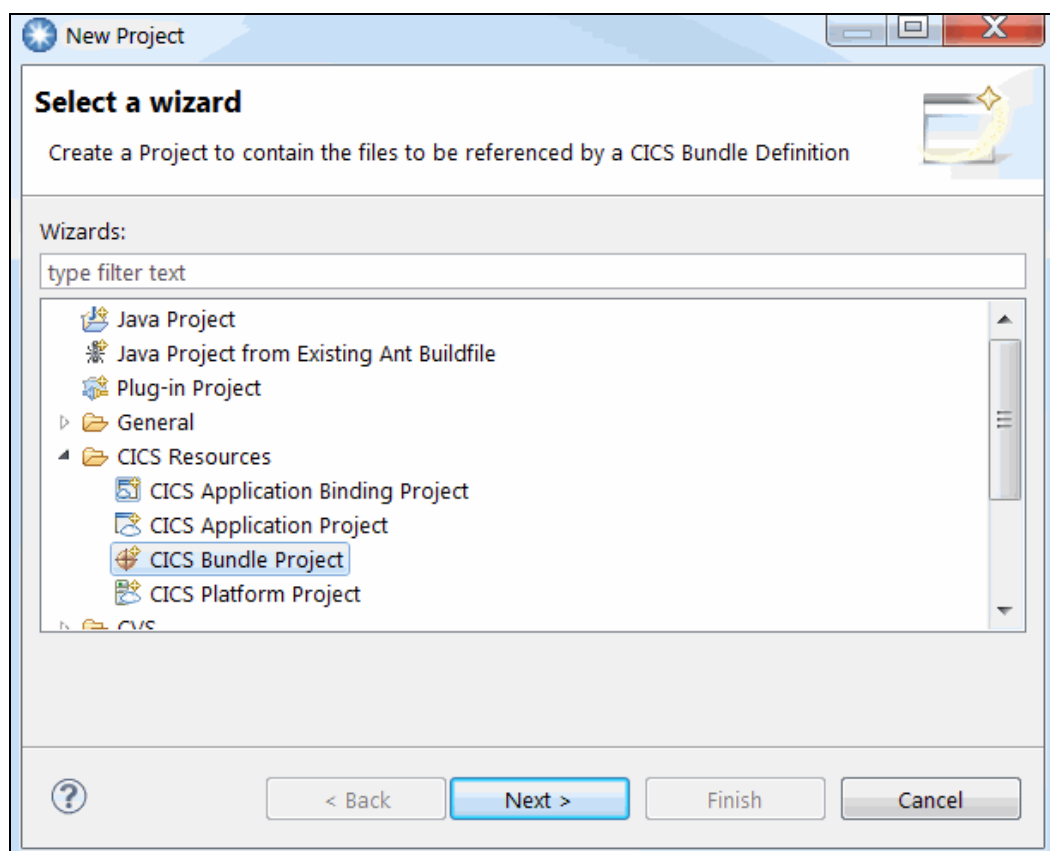 New Project
Select a wizard
Create a Project to contain the files to be referenced by a CICS Bundle Definition
Wizards:
type filter text
Java Project
Java Project from Existing Ant Buildfile
Plug-in Project
General
CICS Resources
CICS Application Binding Project
CICS Application Project
CICS Bundle Project
CICS Platform Project
CVS
< Back Next > Finish Cancel